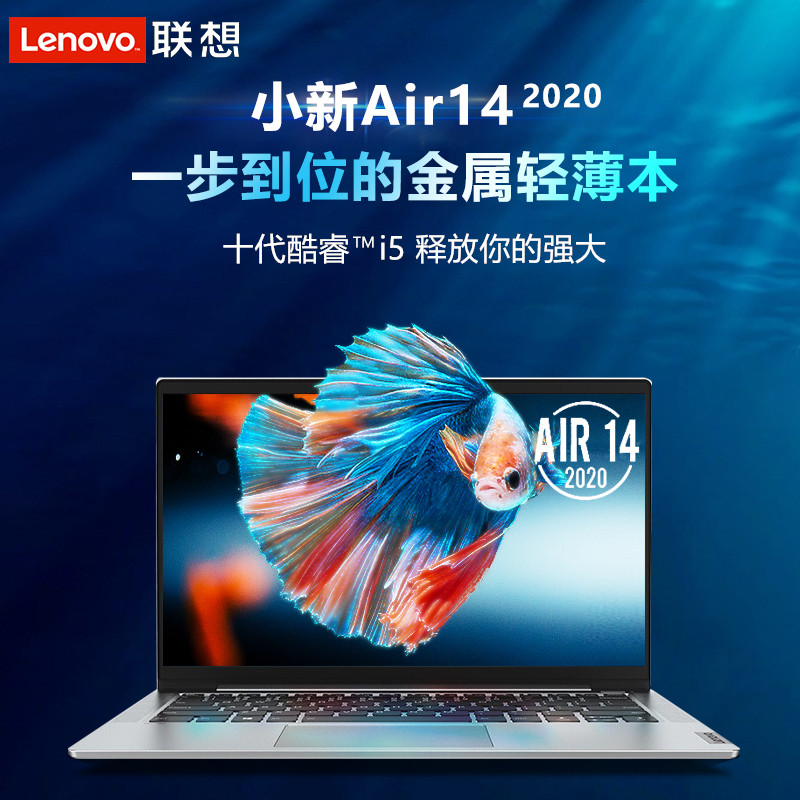 Lenovo™ 联想
小新Air14 2020
一步到位的金属轻薄本
十代酷睿™i5 释放你的强大
AIR 14
2020
Lenovo